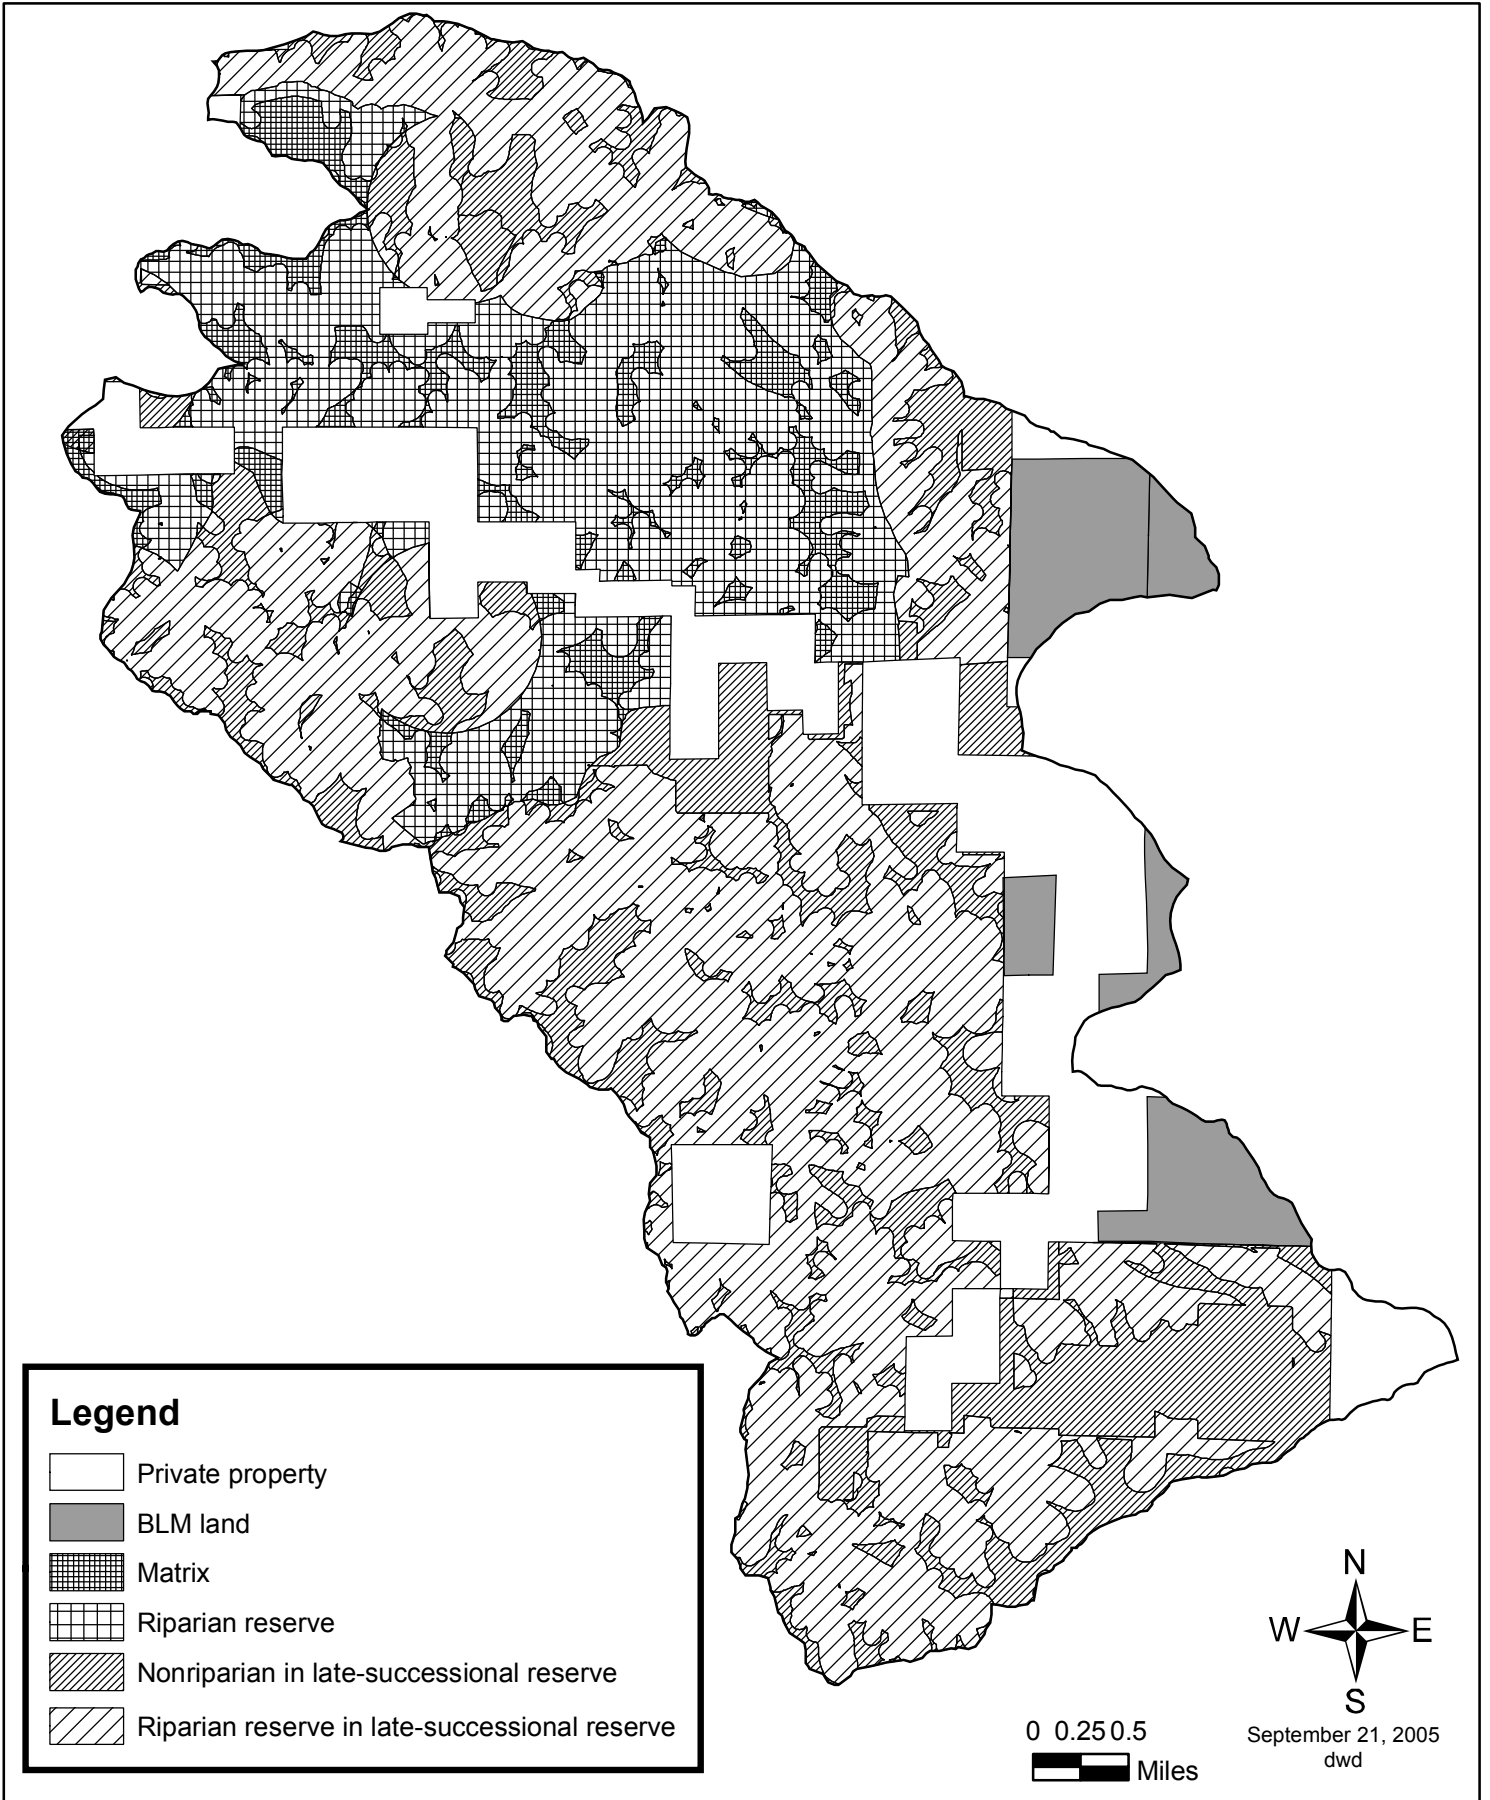 Legend
Private property
BLM land
Matrix
Riparian reserve
Nonriparian in late-successional reserve
Riparian reserve in late-successional reserve
N
W E
S
0 0.25 0.5
Miles
September 21, 2005
dwd